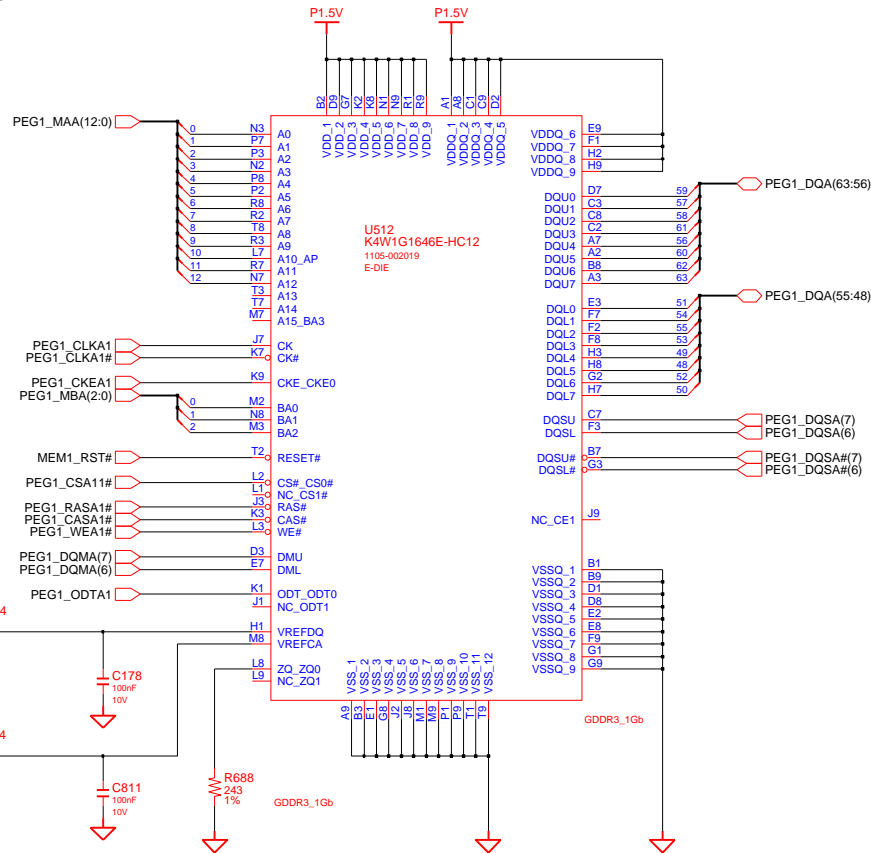 P1.5V
P1.5V
B2 D9 G7 K2 K8 N1 N9 R1 R9
A1 A8 C1 C9 D2
VDD_1 VDD_2 VDD_3 VDD_4 VDD_5 VDD_6 VDD_7 VDD_8 VDD_9
VDDQ_1 VDDQ_2 VDDQ_3 VDDQ_4 VDDQ_5
PEG1_MAA(12:0)
0 N3 A0
1 P7 A1
2 P3 A2
3 N2 A3
4 P8 A4
5 P2 A5
6 R8 A6
7 R2 A7
8 T8 A8
9 R3 A9
10 L7 A10_AP
11 R7 A11
12 N7 A12
T3 A13
T7 A14
M7 A15_BA3
PEG1_CLKA1 J7 CK
PEG1_CLKA1# K7 CK#
PEG1_CKEA1 K9 CKE_CKE0
PEG1_MBA(2:0)
0 M2 BA0
1 N8 BA1
2 M3 BA2
MEM1_RST# T2 RESET#
PEG1_CSA11# L2 CS#_CS0#
L1 NC_CS1#
PEG1_RASA1# J3 RAS#
PEG1_CASA1# K3 CAS#
PEG1_WEA1# L3 WE#
PEG1_DQMA(7) D3 DMU
PEG1_DQMA(6) E7 DML
PEG1_ODTA1 K1 ODT_ODT0
J1 NC_ODT1
4
H1 VREFDQ
M8 VREFCA
L8 ZQ_ZQ0
L9 NC_ZQ1
C178
100nF
10V
4
C811
100nF
10V
R688
243
1%
U512
K4W1G1646E-HC12
1105-002019
E-DIE
VDDQ_6 E9
VDDQ_7 F1
VDDQ_8 H2
VDDQ_9 H9
DQU0 D7 59
DQU1 C3 57
DQU2 C8 58
DQU3 C2 61
DQU4 A7 56
DQU5 A2 60
DQU6 B8 62
DQU7 A3 63
PEG1_DQA(63:56)
DQL0 E3 51
DQL1 F7 54
DQL2 F2 55
DQL3 F8 53
DQL4 H3 49
DQL5 H8 48
DQL6 G2 52
DQL7 H7 50
PEG1_DQA(55:48)
DQSU C7 PEG1_DQSA(7)
DQSL F3 PEG1_DQSA(6)
DQSU# B7 PEG1_DQSA#(7)
DQSL# G3 PEG1_DQSA#(6)
NC_CE1 J9
VSSQ_1 B1
VSSQ_2 B9
VSSQ_3 D1
VSSQ_4 D8
VSSQ_5 E2
VSSQ_6 E8
VSSQ_7 F9
VSSQ_8 G1
VSSQ_9 G9
VSS_1 VSS_2 VSS_3 VSS_4 VSS_5 VSS_6 VSS_7 VSS_8 VSS_9 VSS_10 VSS_11 VSS_12
A9 B3 E1 G8 J2 J8 M1 M9 P1 P9 T1 T9
GDDR3_1Gb
GDDR3_1Gb